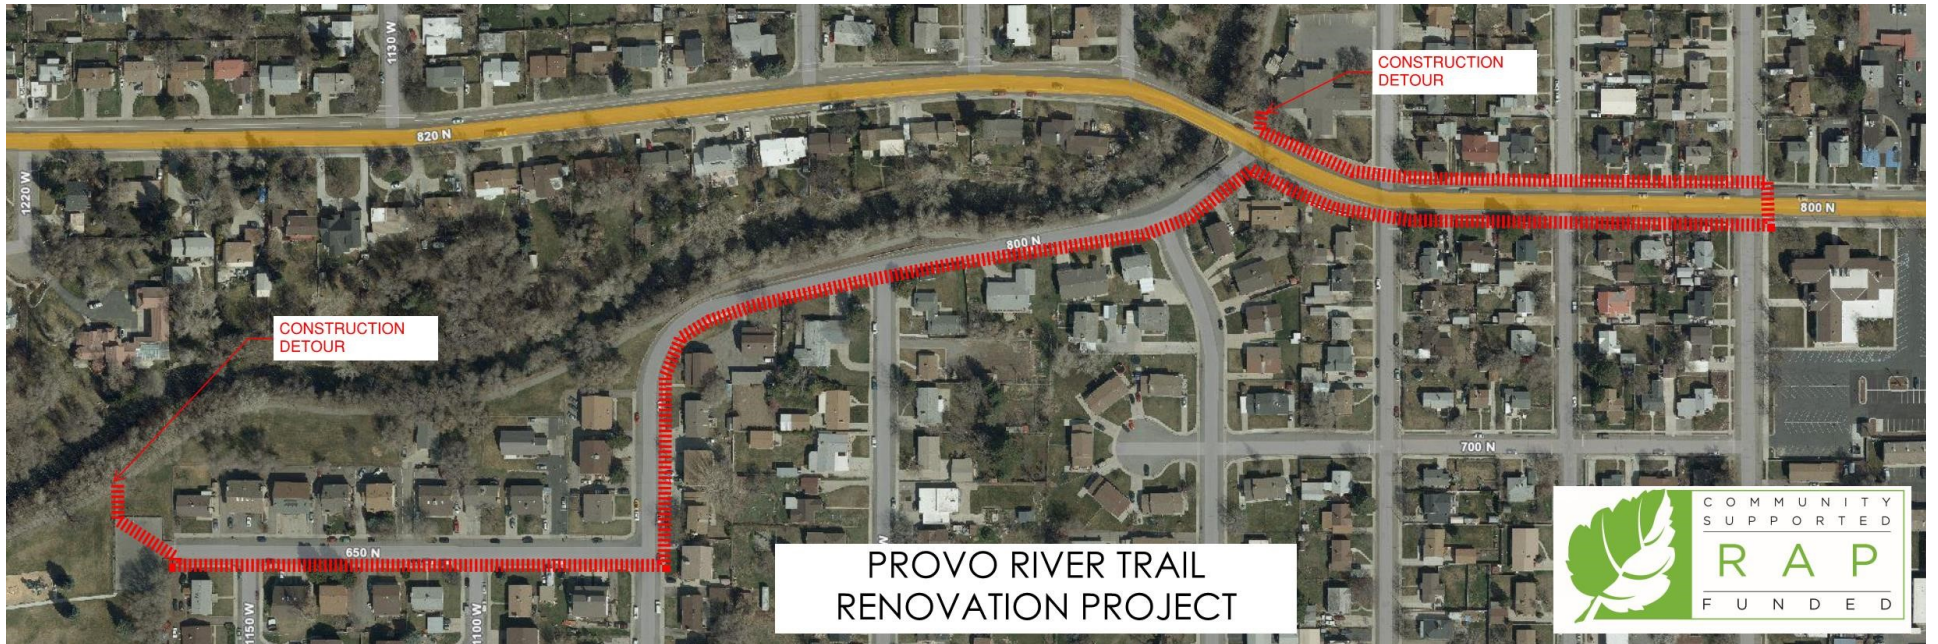 1130 W
CONSTRUCTION
DETOUR
820 N
1220 W
800 N
800 N
CONSTRUCTION
DETOUR
700 N
650 N
1150 W
1100 W
W
PROVO RIVER TRAIL
RENOVATION PROJECT
COMMUNITY
SUPPORTED
RAP
FUNDED